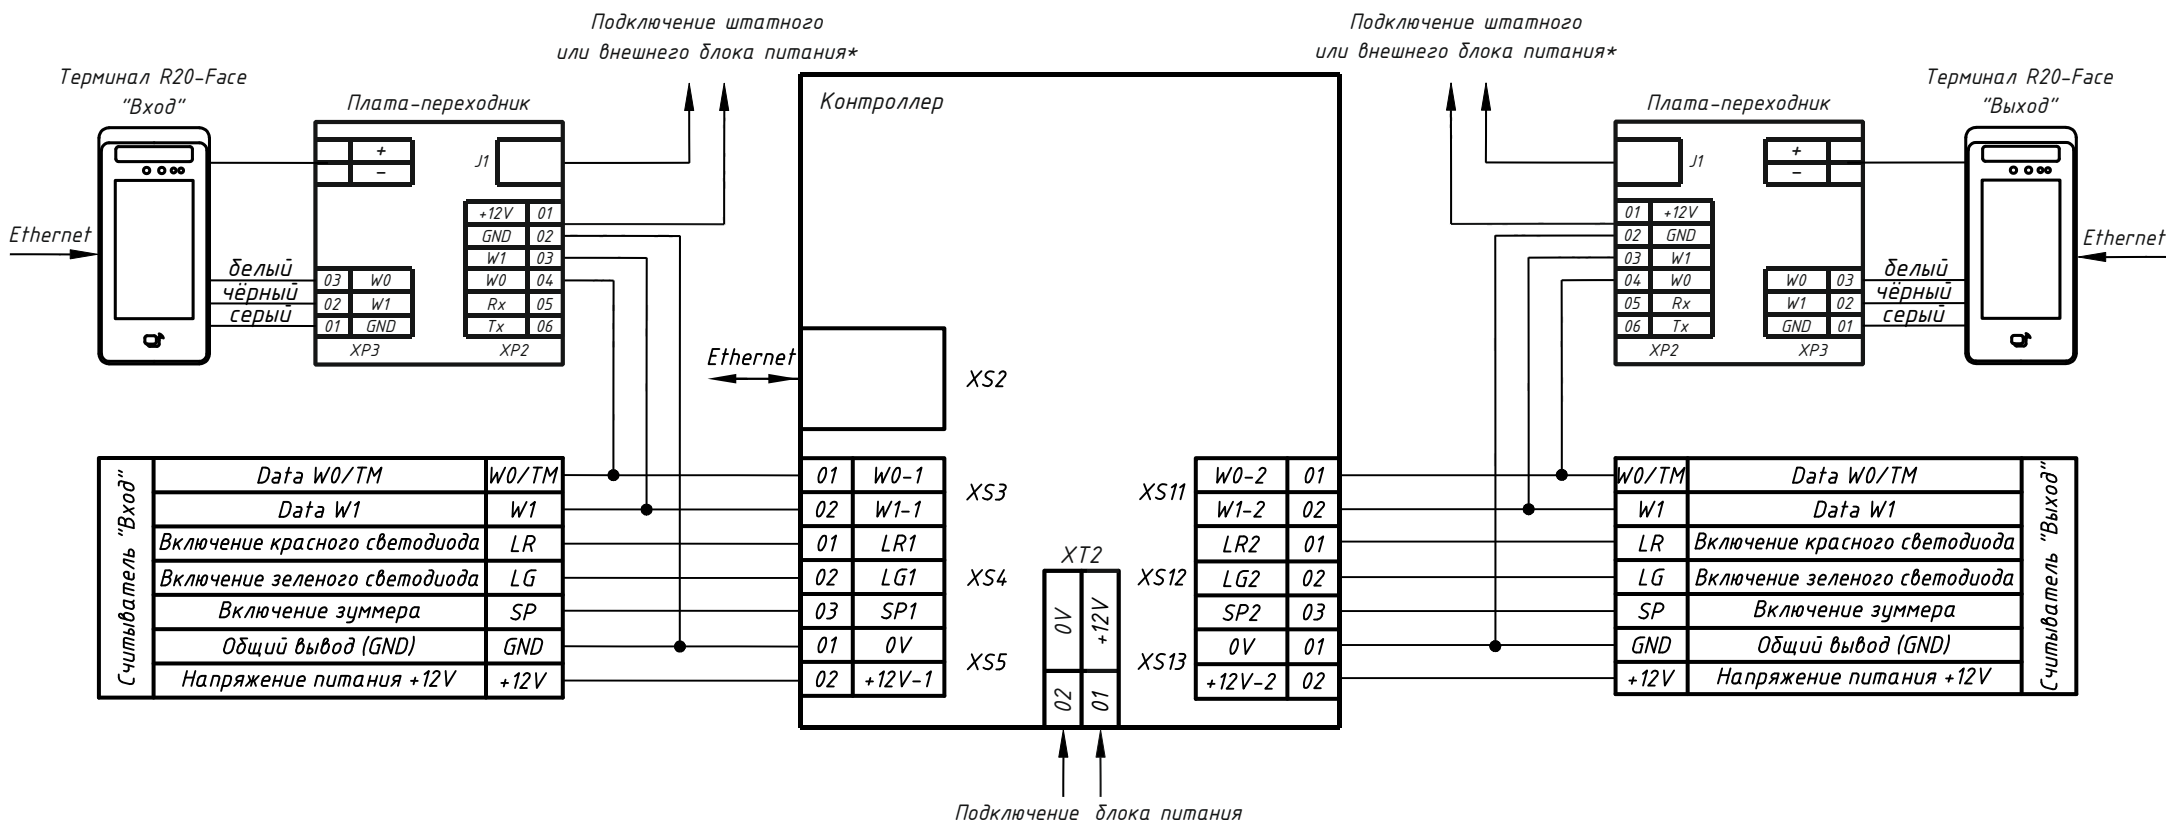 Подключение штатного
или внешнего блока питания*
Подключение штатного
или внешнего блока питания*
Терминал R20-Face
"Вход"
Плата-переходник
Контроллер
Плата-переходник
Терминал R20-Face
"Выход"
+
-
J1
+12V 01
GND 02
W1 03
W0 04
Rx 05
Tx 06
XP2
Ethernet
белый
чёрный
серый
03 W0
02 W1
01 GND
XP3
J1
+
-
01 +12V
02 GND
03 W1
04 W0
05 Rx
06 Tx
XP2
W0 03
W1 02
GND 01
XP3
белый
чёрный
серый
Ethernet
Ethernet
XS2
Считыватель "Вход"
Data W0/TM W0/TM
Data W1 W1
Включение красного светодиода LR
Включение зеленого светодиода LG
Включение зуммера SP
Общий вывод (GND) GND
Напряжение питания +12V +12V
01 W0-1
02 W1-1
XS3
01 LR1
02 LG1
03 SP1
XS4
01 0V
02 +12V-1
XS5
XT2
0V +12V
02 01
XS11
W0-2 01
W1-2 02
XS12
LR2 01
LG2 02
SP2 03
XS13
0V 01
+12V-2 02
W0/TM Data W0/TM
W1 Data W1
LR Включение красного светодиода
LG Включение зеленого светодиода
SP Включение зуммера
GND Общий вывод (GND)
+12V Напряжение питания +12V
Считыватель "Выход"
Подключение блока питания